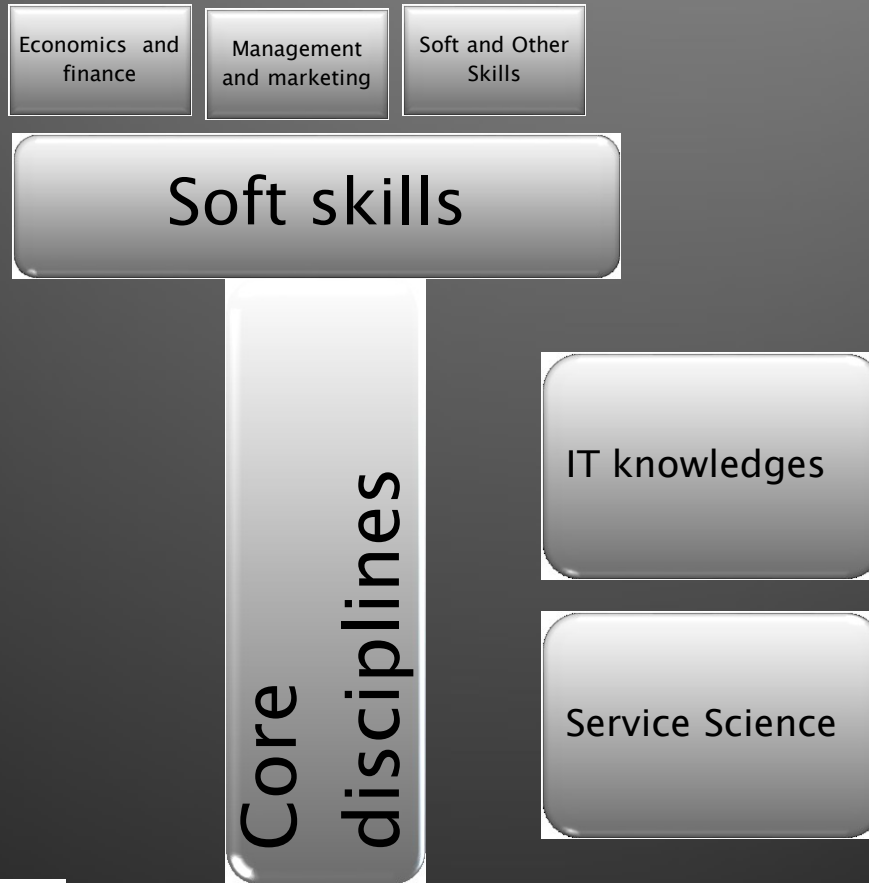 Economics and
finance
Management
and marketing
Soft and Other
Skills
Soft skills
Core
disciplines
IT knowledges
Service Science